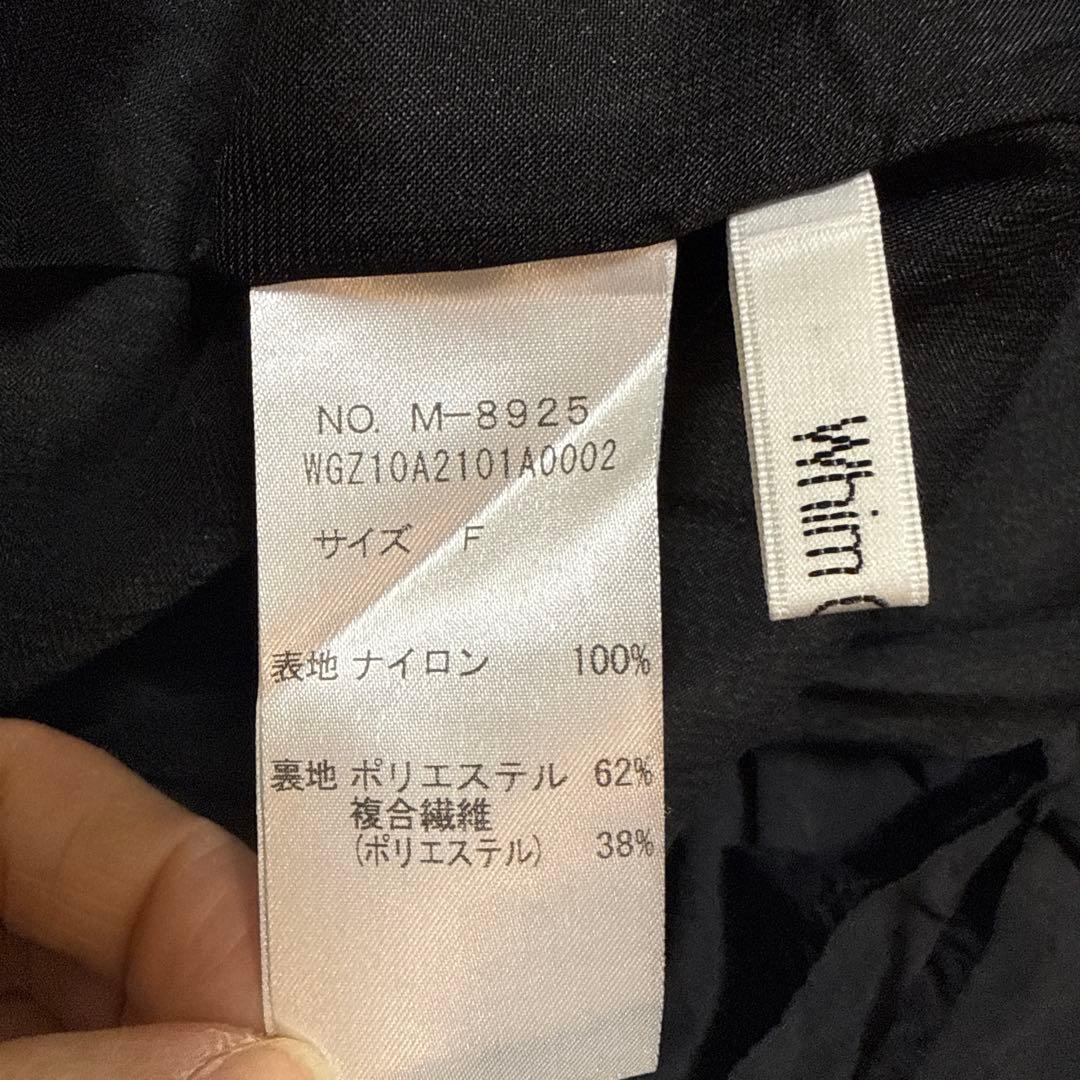 NO. M-8925
WGZ10A2101A0002
サイズ F
表地 ナイロン 100%
裏地 ポリエステル 62%
複合繊維
(ポリエステル) 38%
Whim